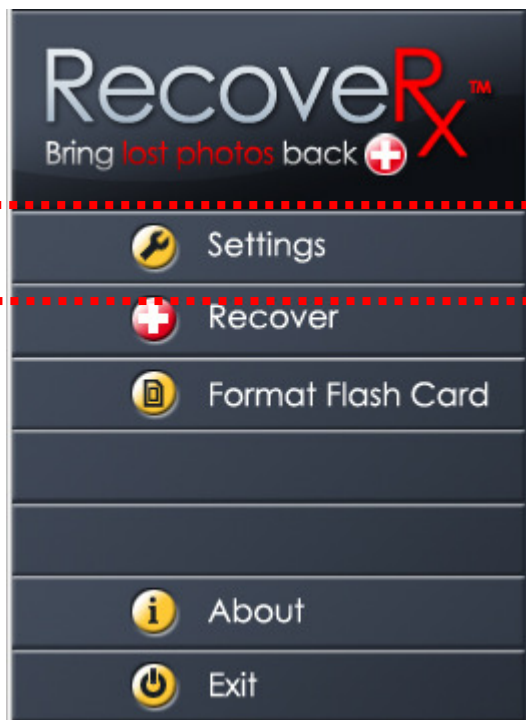 RecoveRx™
Bring lost photos back
Settings
Recover
Format Flash Card
About
Exit